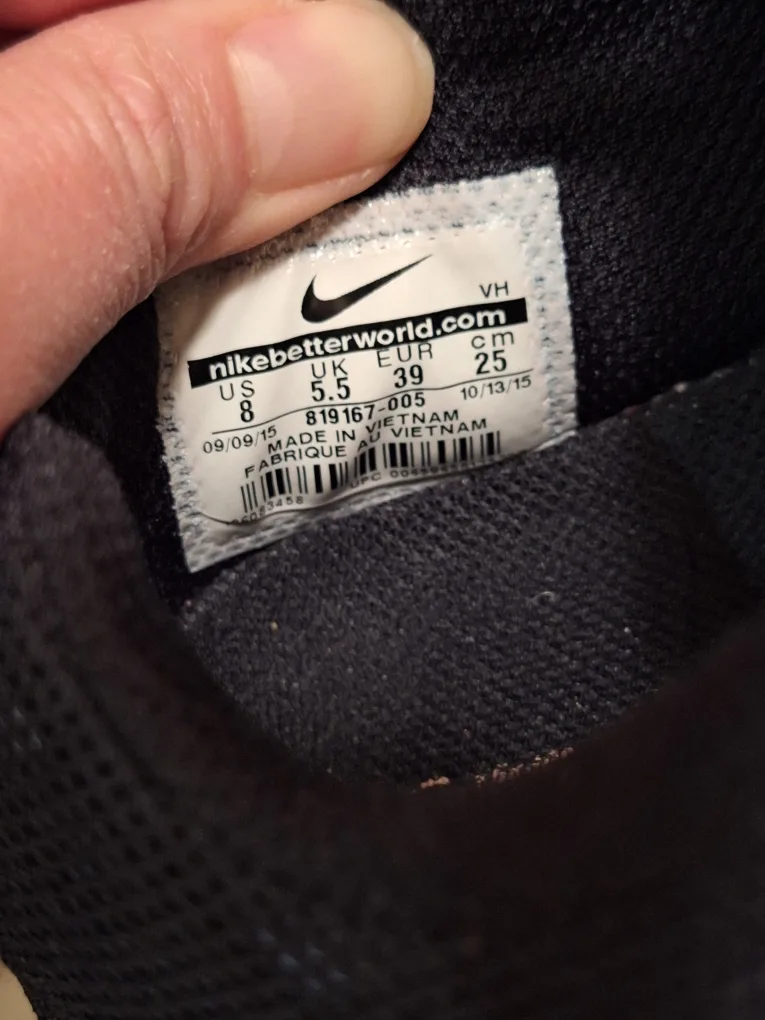 VH
nikebetterworld.com
US UK EUR cm
8 5.5 39 25
09/09/15 819167-005 10/13/15
MADE IN VIETNAM
FABRIQUE AU VIETNAM
UPC